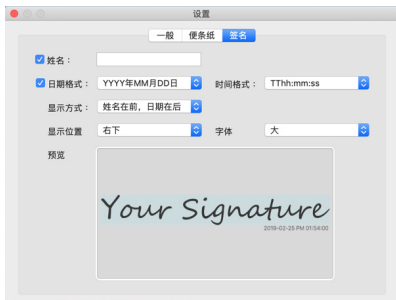 设置
一般 便条纸 签名
姓名：
日期格式： YYYY年MM月DD日 时间格式： TThh:mm:ss
显示方式： 姓名在前，日期在后
显示位置 右下 字体 大
预览
Your Signature
2019-02-25 PM 01:54:00